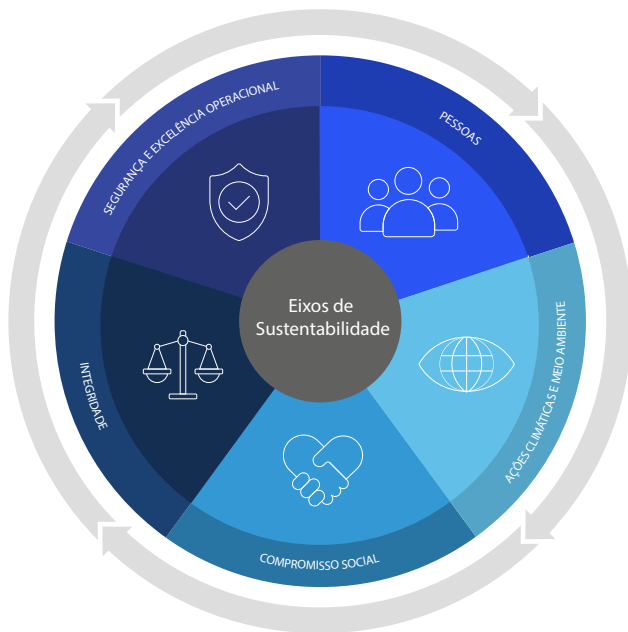 Eixos de
Sustentabilidade
PESSOAS
AÇÕES CLIMÁTICAS E MEIO AMBIENTE
COMPROMISSO SOCIAL
INTEGRIDADE
SEGURANÇA E EXCELÊNCIA OPERACIONAL